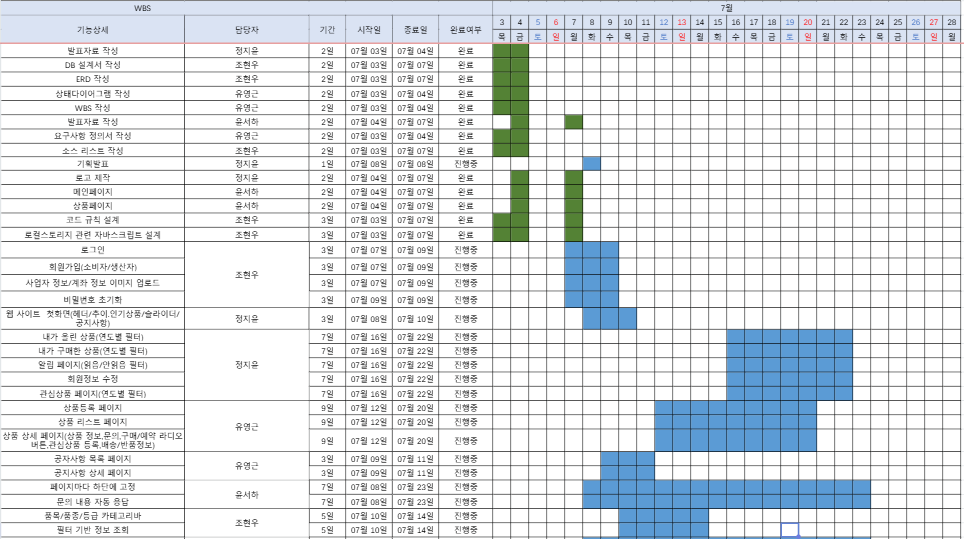 WBS 7월
기능상세 담당자 기간 시작일 종료일 완료여부 3 4 5 6 7 8 9 10 11 12 13 14 15 16 17 18 19 20 21 22 23 24 25 26 27 28
목 금 토 일 월 화 수 목 금 토 일 월 화 수 목 금 토 일 월 화 수 목 금 토 일 월
발표자료 작성 정지윤 2일 07월 03일 07월 04일 완료
DB 설계서 작성 조현우 2일 07월 03일 07월 07일 완료
ERD 작성 조현우 2일 07월 03일 07월 07일 완료
상태다이어그램 작성 유영근 2일 07월 03일 07월 04일 완료
WBS 작성 유영근 2일 07월 03일 07월 04일 완료
발표자료 작성 윤서하 2일 07월 04일 07월 07일 완료
요구사항 정의서 작성 유영근 2일 07월 03일 07월 04일 완료
소스 리스트 작성 조현우 2일 07월 03일 07월 07일 완료
기획발표 정지윤 1일 07월 08일 07월 08일 진행중
로고 제작 정지윤 2일 07월 04일 07월 07일 완료
메인페이지 윤서하 2일 07월 04일 07월 07일 완료
상품페이지 윤서하 2일 07월 04일 07월 07일 완료
코드 규칙 설계 조현우 3일 07월 03일 07월 07일 완료
로컬스토리지 관련 자바스크립트 설계 조현우 3일 07월 03일 07월 07일 완료
로그인 조현우 3일 07월 07일 07월 09일 진행중
회원가입(소비자/생산자) 3일 07월 07일 07월 09일 진행중
사업자 정보/계좌 정보 이미지 업로드 3일 07월 07일 07월 09일 진행중
비밀번호 초기화 3일 07월 09일 07월 09일 진행중
웹 사이트 첫화면(헤더/추이,인기상품/슬라이더/
공지사항) 정지윤 3일 07월 08일 07월 10일 진행중
내가 올린 상품(연도별 필터) 정지윤 7일 07월 16일 07월 22일 진행중
내가 구매한 상품(연도별 필터) 7일 07월 16일 07월 22일 진행중
알림 페이지(읽음/안읽음 필터) 7일 07월 16일 07월 22일 진행중
회원정보 수정 7일 07월 16일 07월 22일 진행중
관심상품 페이지(연도별 필터) 7일 07월 16일 07월 22일 진행중
상품등록 페이지 유영근 9일 07월 12일 07월 20일 진행중
상품 리스트 페이지 9일 07월 12일 07월 20일 진행중
상품 상세 페이지(상품 정보,문의,구매/예약 라디오
버튼,관심상품 등록,배송/반품정보) 9일 07월 12일 07월 20일 진행중
공자사항 목록 페이지 유영근 3일 07월 09일 07월 11일 진행중
공지사항 상세 페이지 3일 07월 09일 07월 11일 진행중
페이지마다 하단에 고정 윤서하 7일 07월 08일 07월 23일 진행중
문의 내용 자동 응답 7일 07월 08일 07월 23일 진행중
품목/품종/등급 카테고리바 조현우 5일 07월 10일 07월 14일 진행중
필터 기반 정보 조회 5일 07월 10일 07월 14일 진행중